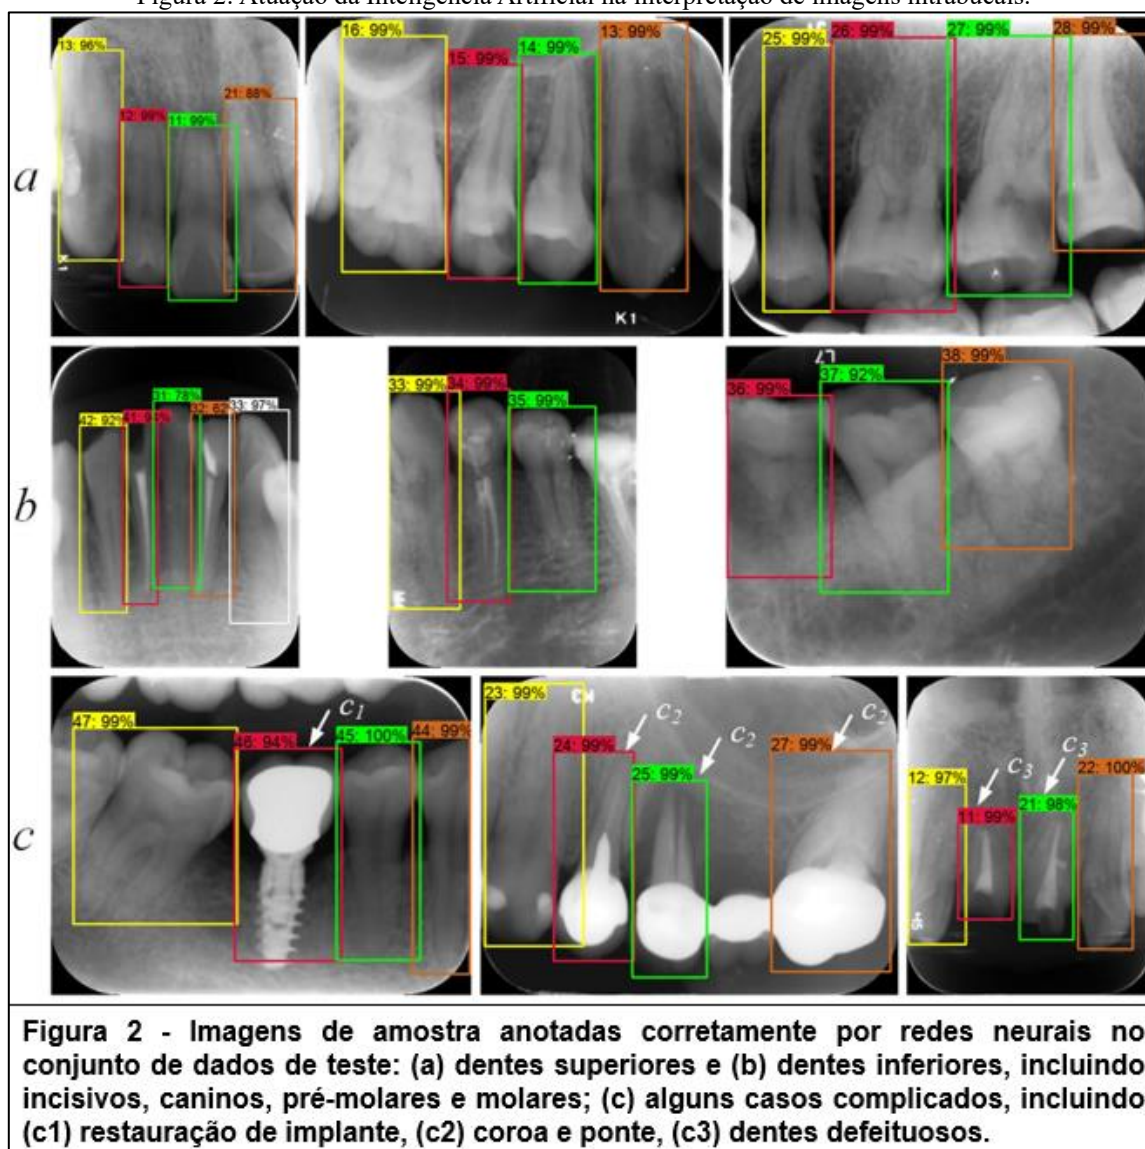 Figura 2. Atuação da Inteligência Artificial na interpretação de imagens intrabucais.
a
13: 96%
12: 99%
11: 99%
21: 88%
16: 99%
15: 99%
14: 99%
13: 99%
K1
25: 99%
26: 99%
27: 99%
28: 99%
b
42: 92%
31: 78%
33: 97%
33: 99%
34: 99%
35: 99%
L7
36: 99%
37: 92%
38: 99%
c
47: 99%
46: 94%
c1
45: 100%
44: 99%
23: 99%
24: 99%
c2
25: 99%
c2
27: 99%
c2
12: 97%
11: 99%
c3
21: 98%
c3
22: 100%
Figura 2 - Imagens de amostra anotadas corretamente por redes neurais no
conjunto de dados de teste: (a) dentes superiores e (b) dentes inferiores, incluindo
incisivos, caninos, pré-molares e molares; (c) alguns casos complicados, incluindo
(c1) restauração de implante, (c2) coroa e ponte, (c3) dentes defeituosos.